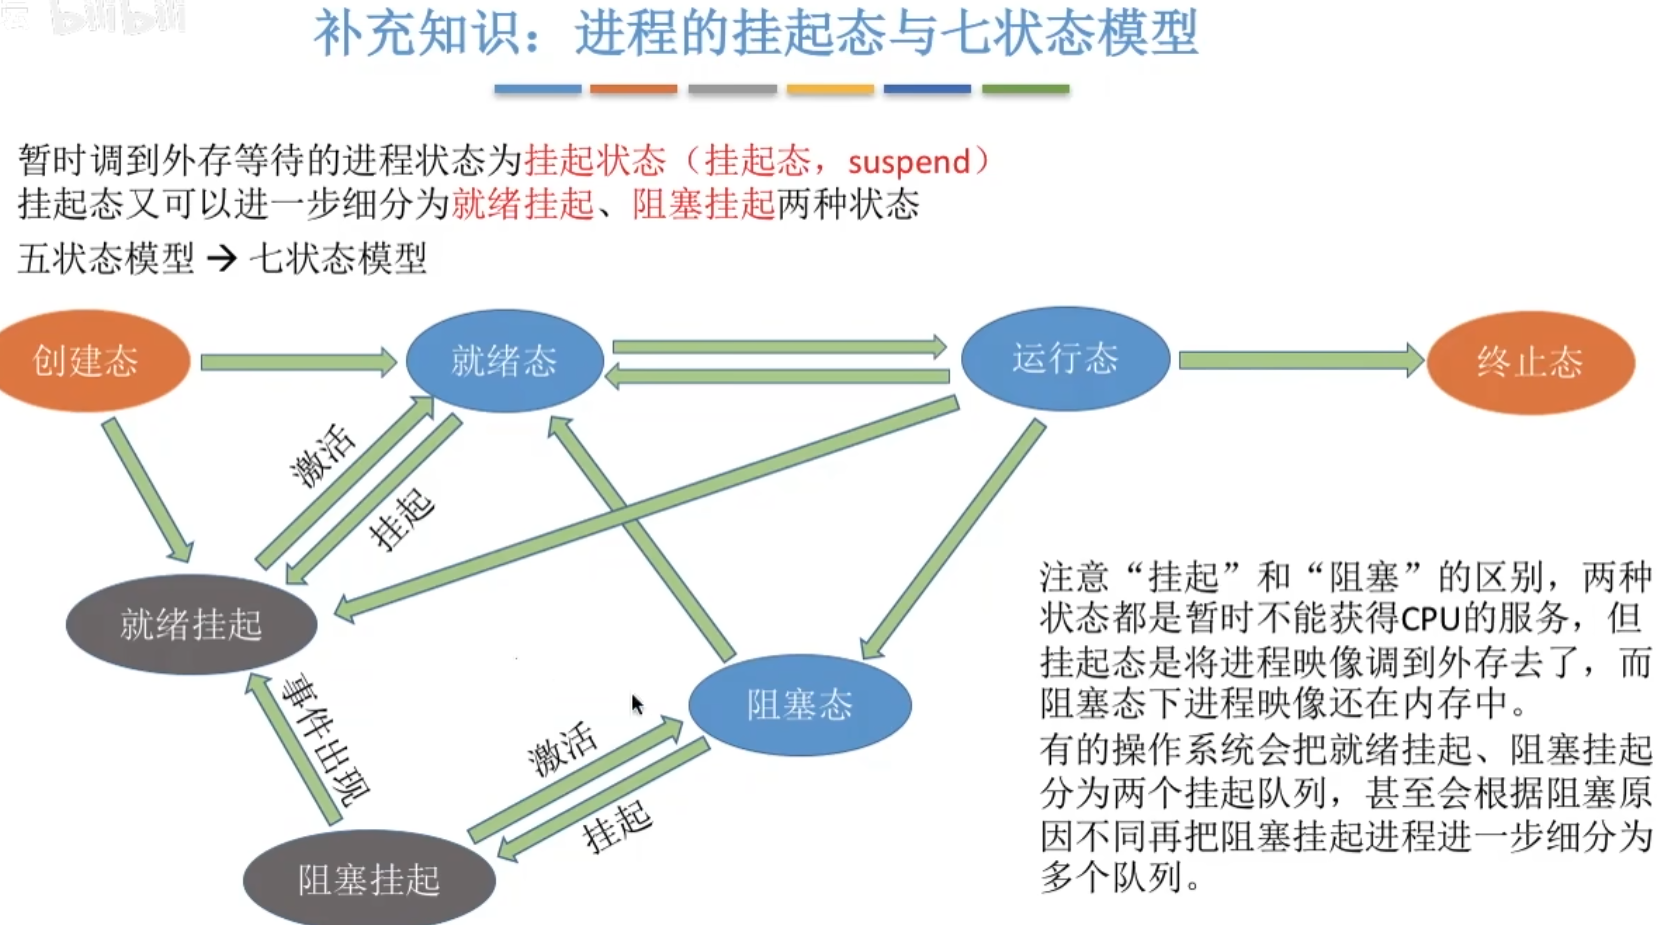 补充知识：进程的挂起态与七状态模型
暂时调到外存等待的进程状态为挂起状态（挂起态，suspend）
挂起态又可以进一步细分为就绪挂起、阻塞挂起两种状态
五状态模型 → 七状态模型
创建态
就绪态
运行态
终止态
激活
挂起
就绪挂起
事件出现
阻塞态
激活
挂起
阻塞挂起
注意“挂起”和“阻塞”的区别，两种
状态都是暂时不能获得CPU的服务，但
挂起态是将进程映像调到外存去了，而
阻塞态下进程映像还在内存中。
有的操作系统会把就绪挂起、阻塞挂起
分为两个挂起队列，甚至会根据阻塞原
因不同再把阻塞挂起进程进一步细分为
多个队列。